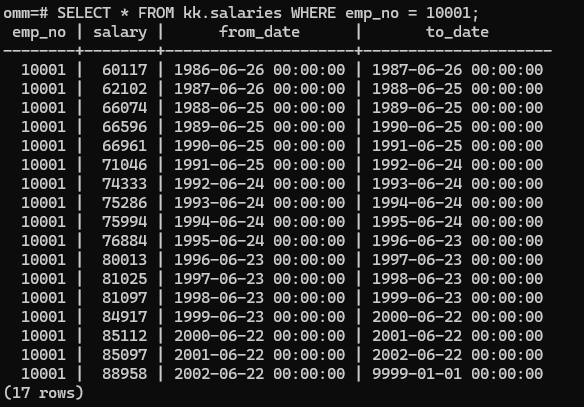 omm=# SELECT * FROM kk.salaries WHERE emp_no = 10001;
 emp_no | salary |      from_date      |       to_date
--------+--------+---------------------+---------------------
  10001 |  60117 | 1986-06-26 00:00:00 | 1987-06-26 00:00:00
  10001 |  62102 | 1987-06-26 00:00:00 | 1988-06-25 00:00:00
  10001 |  66074 | 1988-06-25 00:00:00 | 1989-06-25 00:00:00
  10001 |  66596 | 1989-06-25 00:00:00 | 1990-06-25 00:00:00
  10001 |  66961 | 1990-06-25 00:00:00 | 1991-06-25 00:00:00
  10001 |  71046 | 1991-06-25 00:00:00 | 1992-06-24 00:00:00
  10001 |  74333 | 1992-06-24 00:00:00 | 1993-06-24 00:00:00
  10001 |  75286 | 1993-06-24 00:00:00 | 1994-06-24 00:00:00
  10001 |  75994 | 1994-06-24 00:00:00 | 1995-06-24 00:00:00
  10001 |  76884 | 1995-06-24 00:00:00 | 1996-06-23 00:00:00
  10001 |  80013 | 1996-06-23 00:00:00 | 1997-06-23 00:00:00
  10001 |  81025 | 1997-06-23 00:00:00 | 1998-06-23 00:00:00
  10001 |  81097 | 1998-06-23 00:00:00 | 1999-06-23 00:00:00
  10001 |  84917 | 1999-06-23 00:00:00 | 2000-06-22 00:00:00
  10001 |  85112 | 2000-06-22 00:00:00 | 2001-06-22 00:00:00
  10001 |  85097 | 2001-06-22 00:00:00 | 2002-06-22 00:00:00
  10001 |  88958 | 2002-06-22 00:00:00 | 9999-01-01 00:00:00
(17 rows)